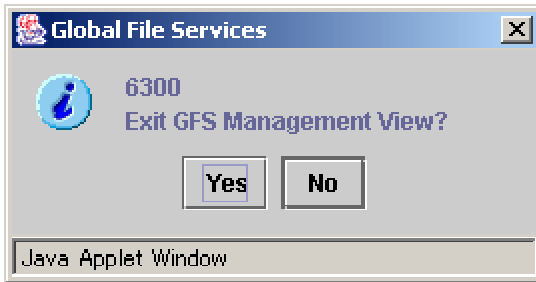 Global File Services
6300
Exit GFS Management View?
Yes No
Java Applet Window